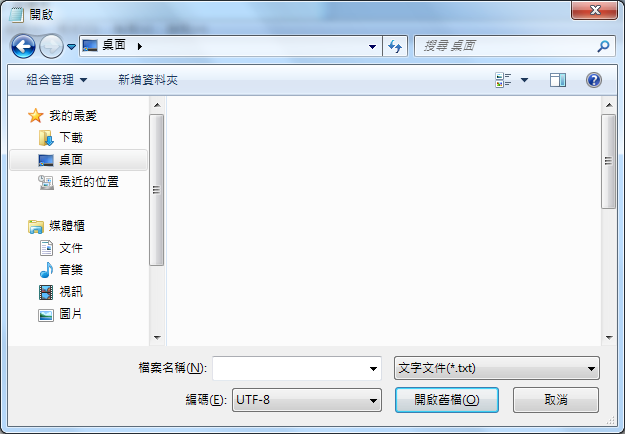 開啟
桌面
搜尋 桌面
組合管理
新增資料夾
我的最愛
下載
桌面
最近的位置
媒體櫃
文件
音樂
視訊
圖片
檔案名稱(N):
文字文件(*.txt)
編碼(E):
UTF-8
開啟舊檔(O)
取消